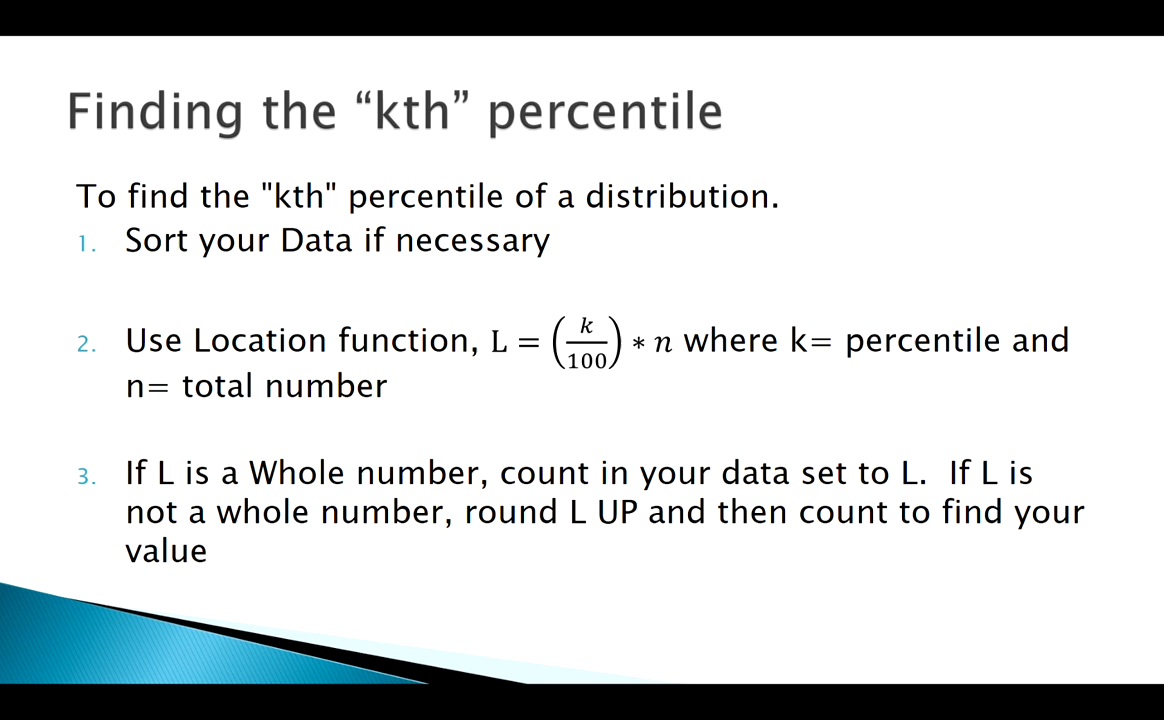 Finding the “kth” percentile
To find the "kth" percentile of a distribution.
1. Sort your Data if necessary
2. Use Location function, L = (k/100) * n where k= percentile and
n= total number
3. If L is a Whole number, count in your data set to L. If L is
not a whole number, round L UP and then count to find your
value